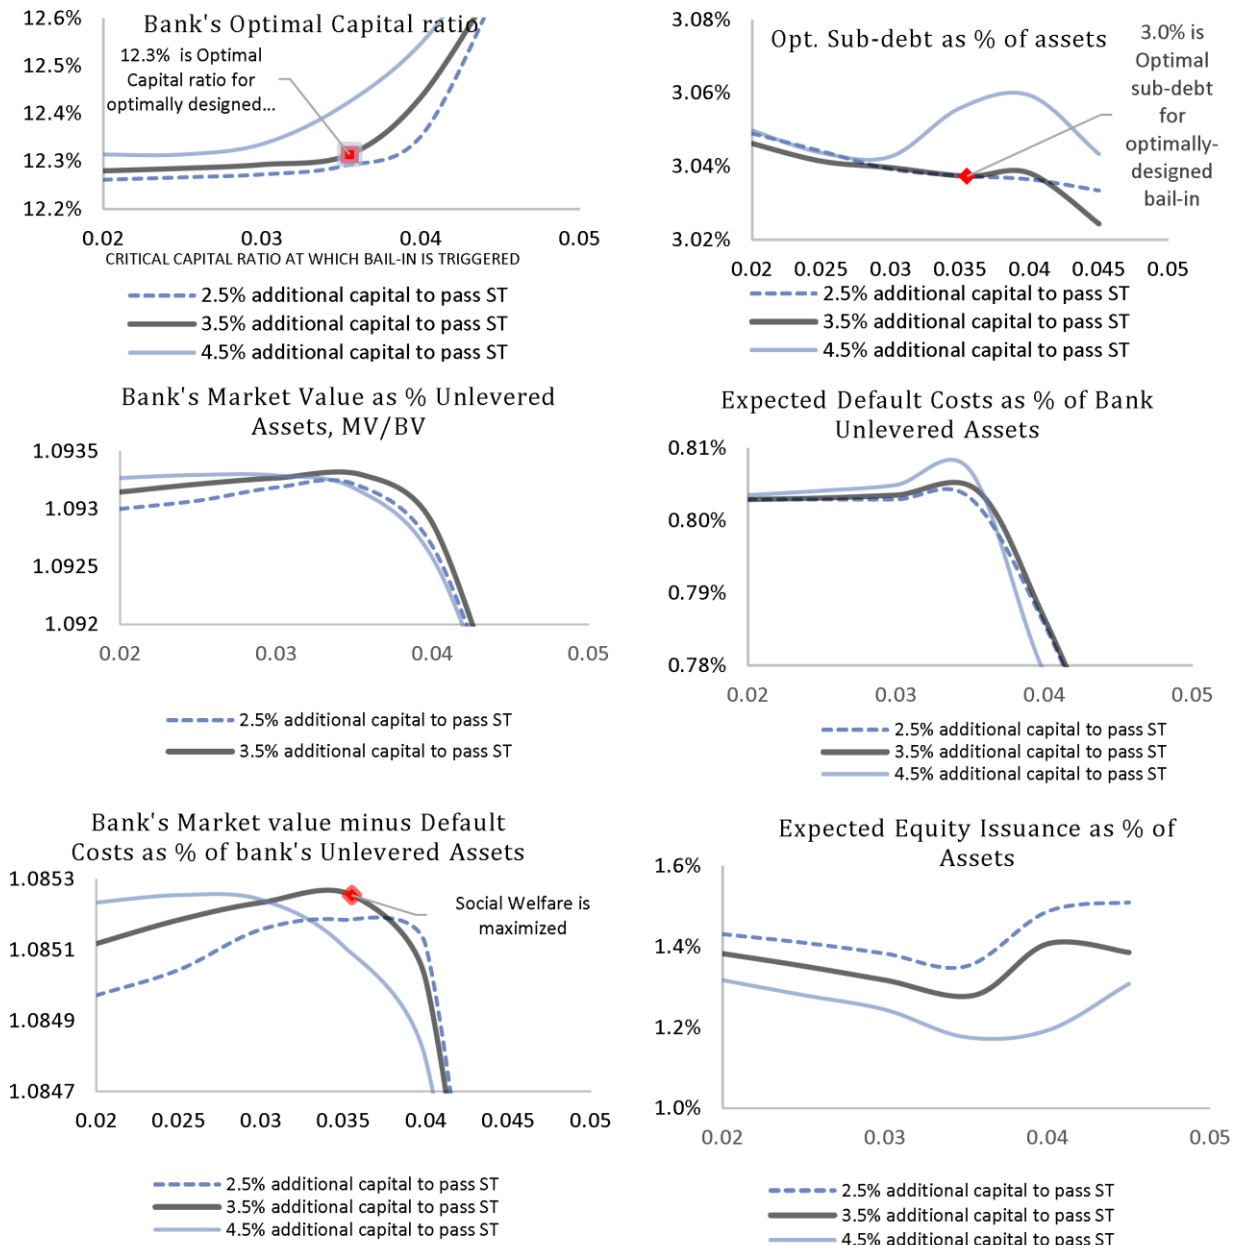 Bank's Optimal Capital ratio
12.3% is Optimal
Capital ratio for
optimally designed...
12.6%
12.5%
12.4%
12.3%
12.2%
0.02
0.03
0.04
0.05
CRITICAL CAPITAL RATIO AT WHICH BAIL-IN IS TRIGGERED
2.5% additional capital to pass ST
3.5% additional capital to pass ST
4.5% additional capital to pass ST
Opt. Sub-debt as % of assets
3.0% is
Optimal
sub-debt
for
optimally-
designed
bail-in
3.08%
3.06%
3.04%
3.02%
0.02
0.025
0.03
0.035
0.04
0.045
0.05
2.5% additional capital to pass ST
3.5% additional capital to pass ST
4.5% additional capital to pass ST
Bank's Market Value as % Unlevered
Assets, MV/BV
1.0935
1.093
1.0925
1.092
0.02
0.03
0.04
0.05
2.5% additional capital to pass ST
3.5% additional capital to pass ST
Expected Default Costs as % of Bank
Unlevered Assets
0.81%
0.80%
0.79%
0.78%
0.02
0.03
0.04
0.05
2.5% additional capital to pass ST
3.5% additional capital to pass ST
4.5% additional capital to pass ST
Bank's Market value minus Default
Costs as % of bank's Unlevered Assets
1.0853
1.0851
1.0849
1.0847
Social Welfare is
maximized
0.02
0.025
0.03
0.035
0.04
0.045
0.05
2.5% additional capital to pass ST
3.5% additional capital to pass ST
4.5% additional capital to pass ST
Expected Equity Issuance as % of
Assets
1.6%
1.4%
1.2%
1.0%
0.02
0.03
0.04
0.05
2.5% additional capital to pass ST
3.5% additional capital to pass ST
4.5% additional capital to pass ST